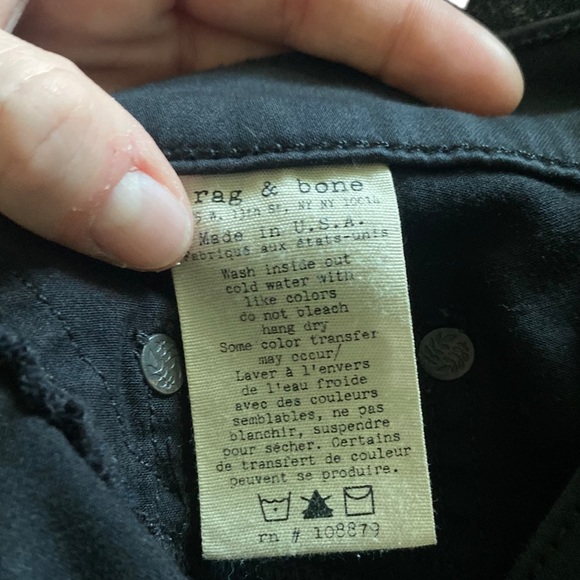 rag & bone
W. 13th St, NY NY 10014
Made in U.S.A.
Fabriqué aux états-unis
Wash inside out
cold water with
like colors
do not bleach
hang dry
Some color transfer
may occur/
Laver à l'envers
de l'eau froide
avec des couleurs
semblables, ne pas
blanchir, suspendre
pour sécher. Certains
de transfert de couleur
peuvent se produire.
rn # 108879